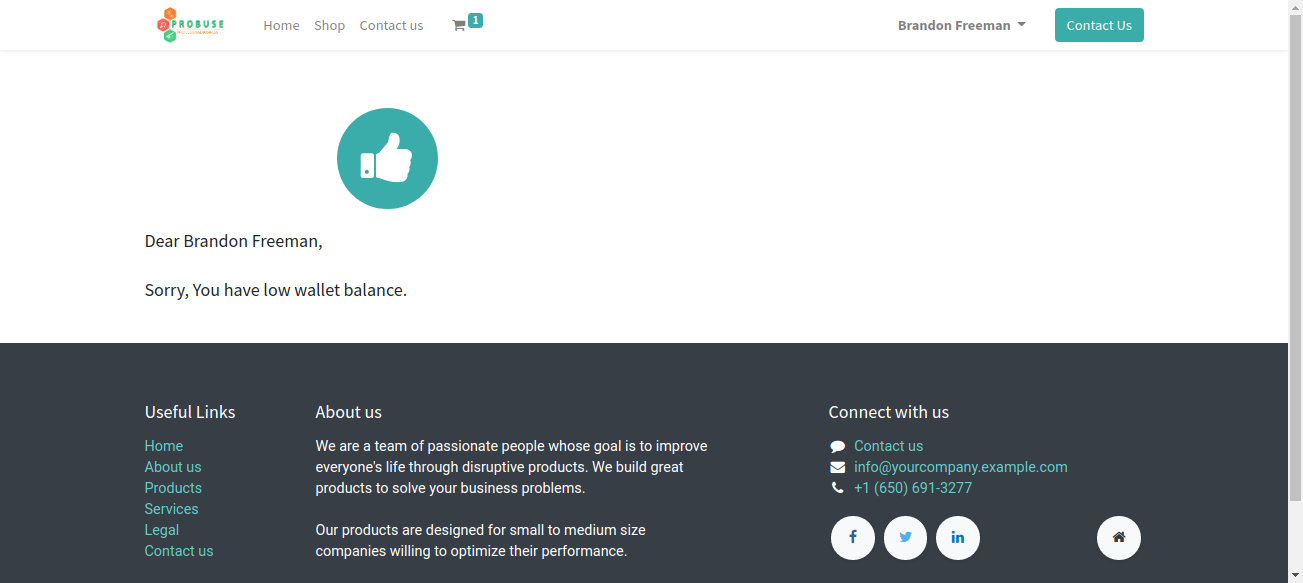 PROBUSE
Home Shop Contact us 1 Brandon Freeman Contact Us
Dear Brandon Freeman,
Sorry, You have low wallet balance.
Useful Links
Home
About us
Products
Services
Legal
Contact us
About us
We are a team of passionate people whose goal is to improve
everyone's life through disruptive products. We build great
products to solve your business problems.
Our products are designed for small to medium size
companies willing to optimize their performance.
Connect with us
Contact us
info@yourcompany.example.com
+1 (650) 691-3277